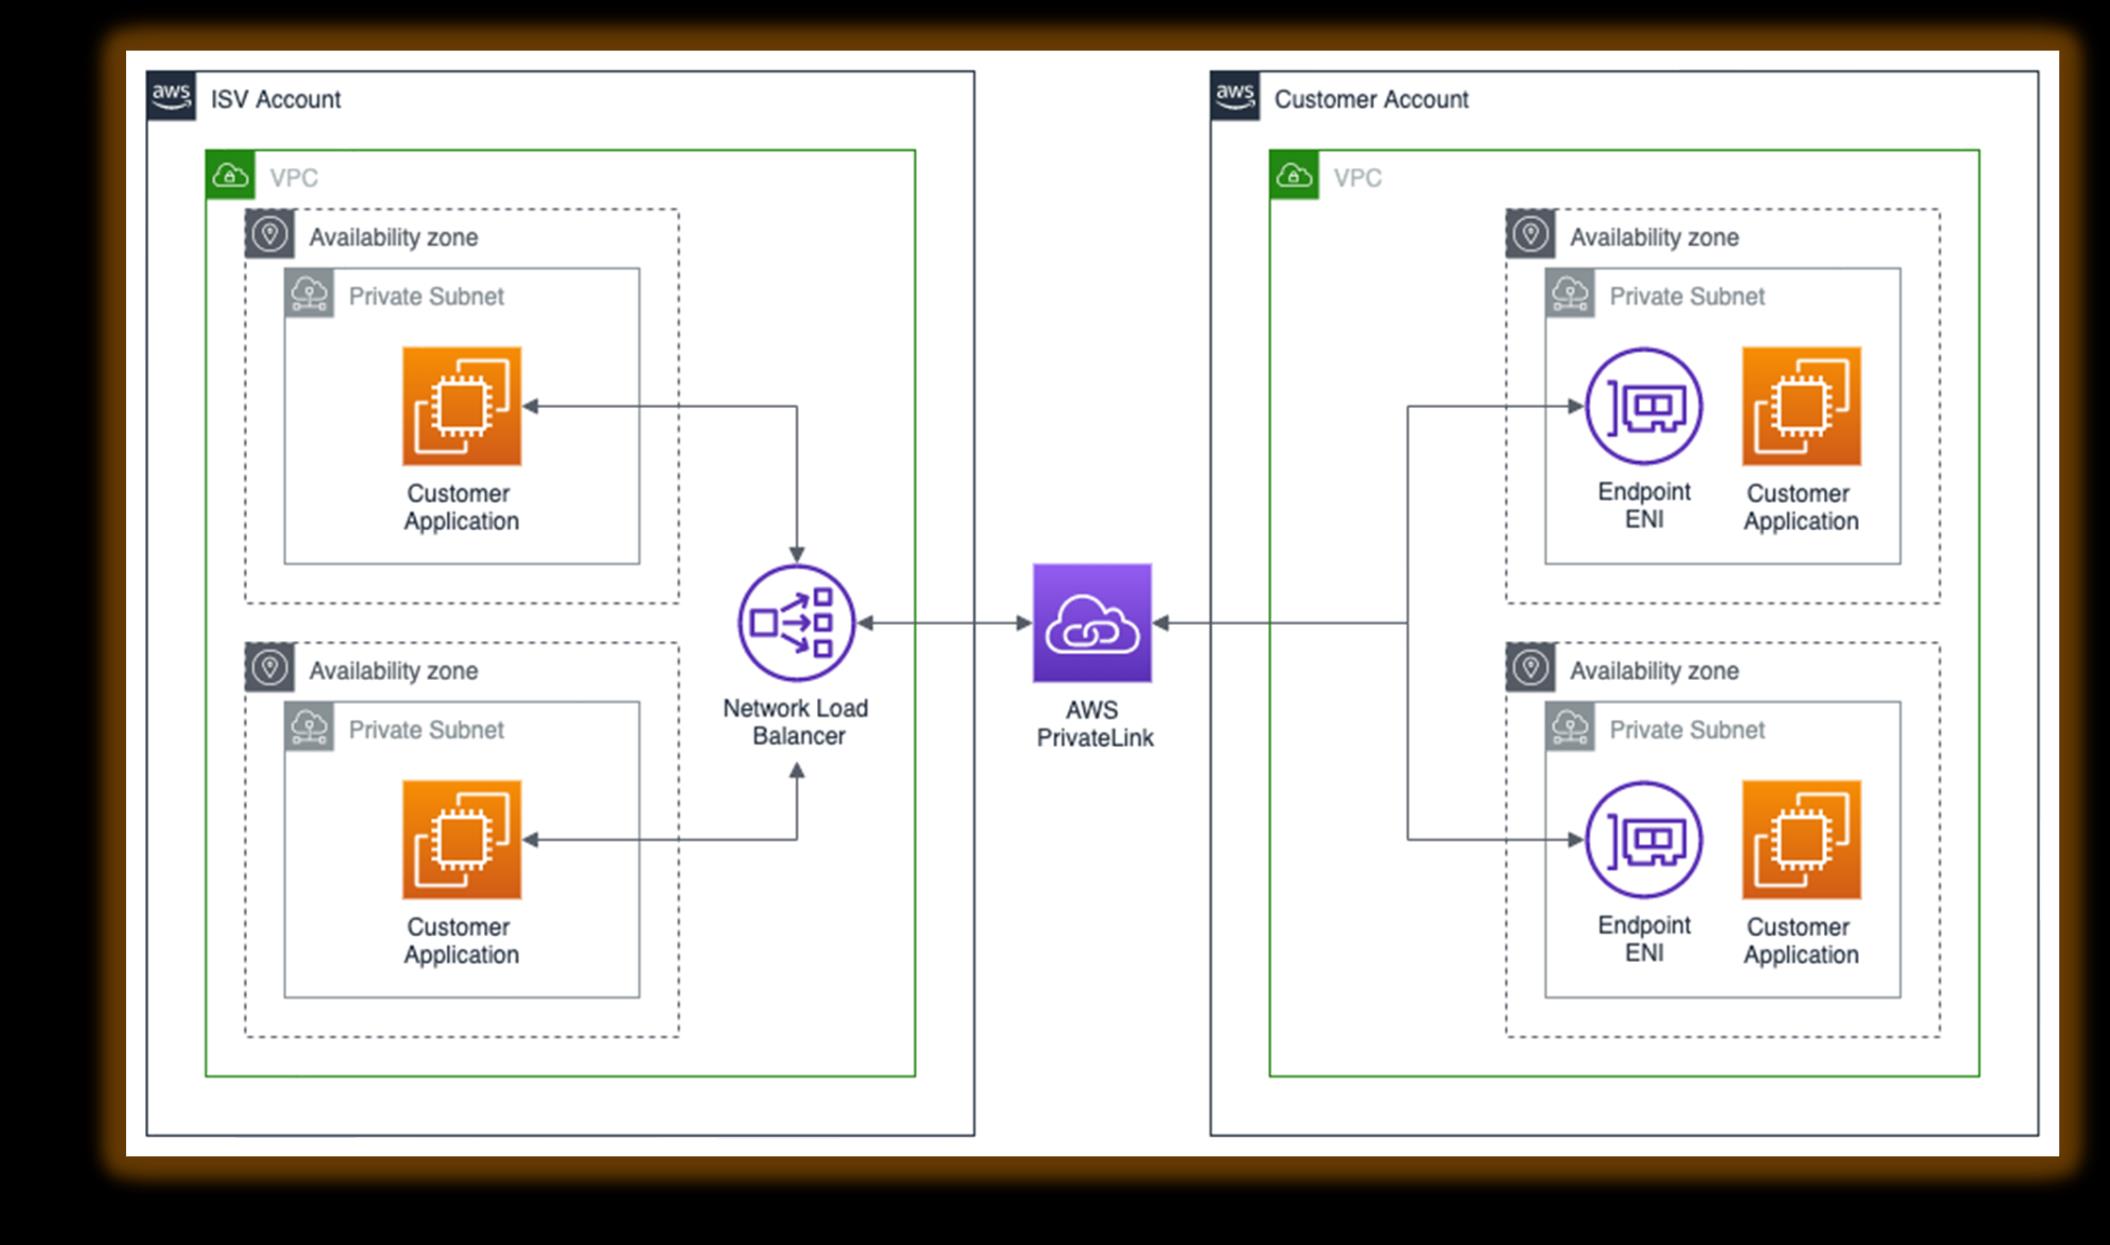 aws
ISV Account
VPC
Availability zone
Private Subnet
Customer
Application
Availability zone
Private Subnet
Customer
Application
Network Load
Balancer
AWS
PrivateLink
aws
Customer Account
VPC
Availability zone
Private Subnet
Endpoint
ENI
Customer
Application
Availability zone
Private Subnet
Endpoint
ENI
Customer
Application